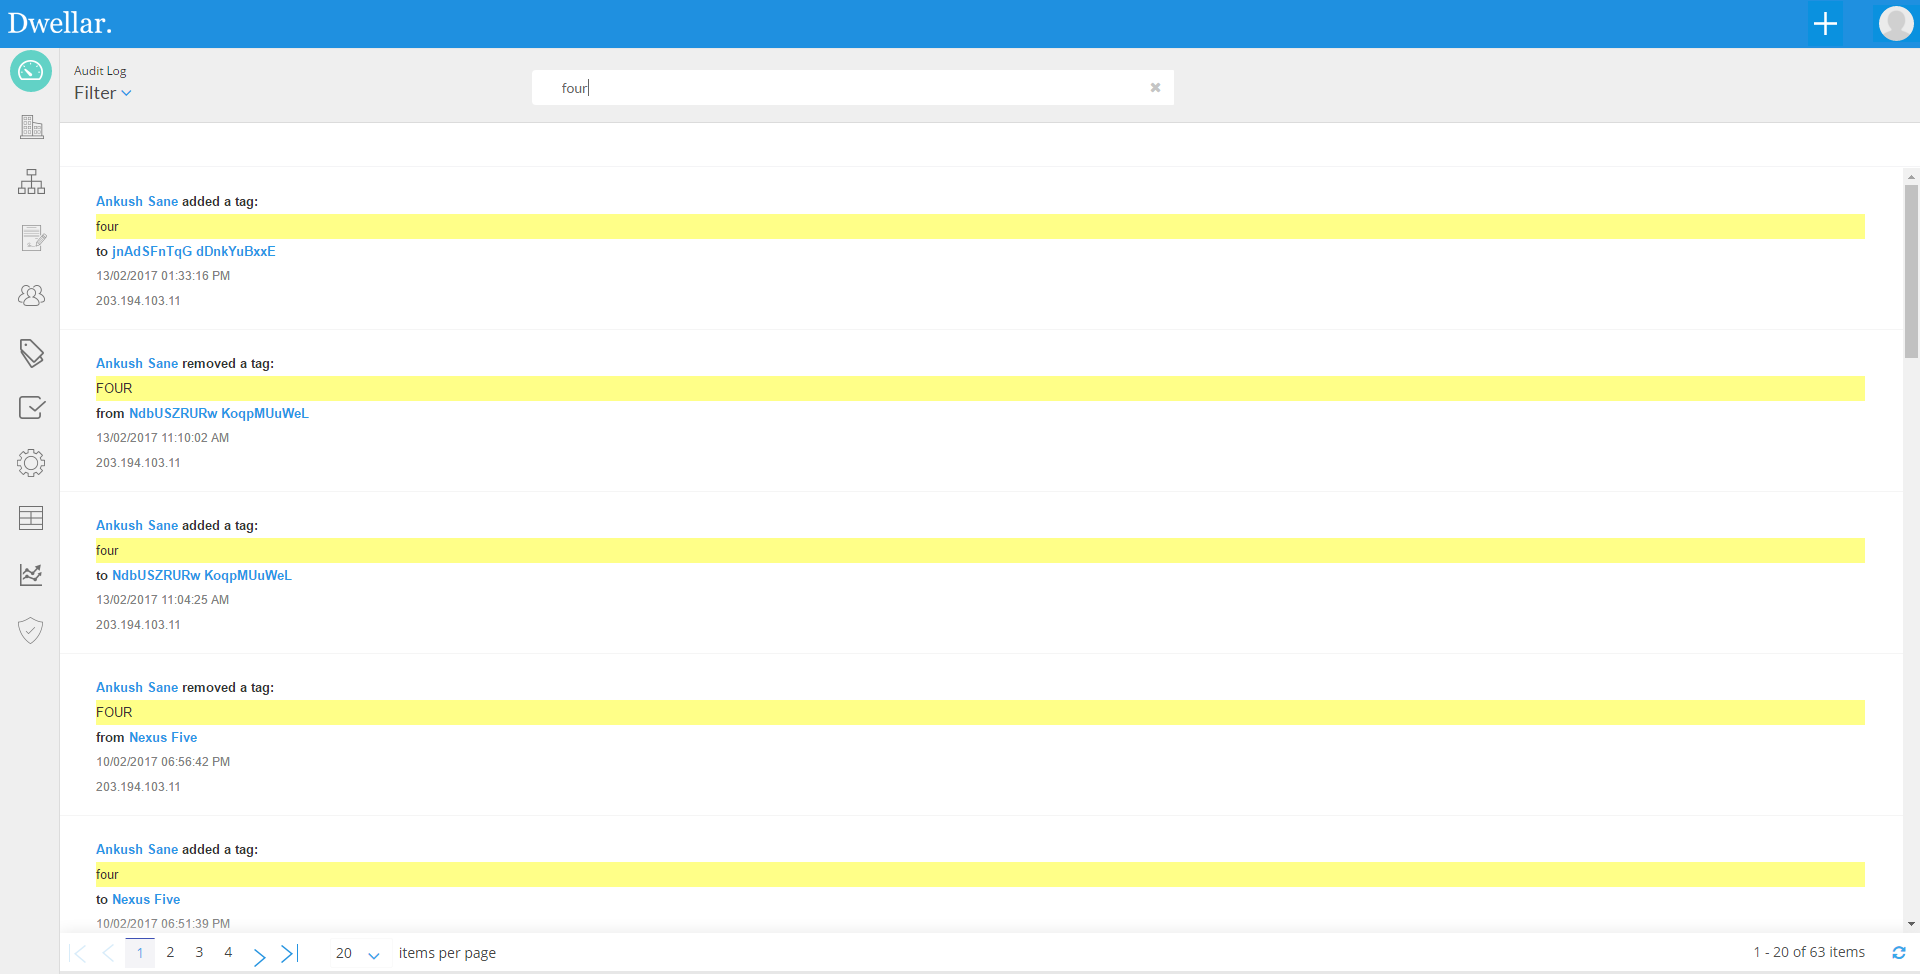 Dwellar.
Audit Log
Filter
four
Ankush Sane added a tag:
four
to jnAdSFnTqG dDnkYuBxxE
13/02/2017 01:33:16 PM
203.194.103.11
Ankush Sane removed a tag:
FOUR
from NdbUSZRURw KoqpMUuWeL
13/02/2017 11:10:02 AM
203.194.103.11
Ankush Sane added a tag:
four
to NdbUSZRURw KoqpMUuWeL
13/02/2017 11:04:25 AM
203.194.103.11
Ankush Sane removed a tag:
FOUR
from Nexus Five
10/02/2017 06:56:42 PM
203.194.103.11
Ankush Sane added a tag:
four
to Nexus Five
10/02/2017 06:51:39 PM
1 2 3 4 20 items per page 1 - 20 of 63 items